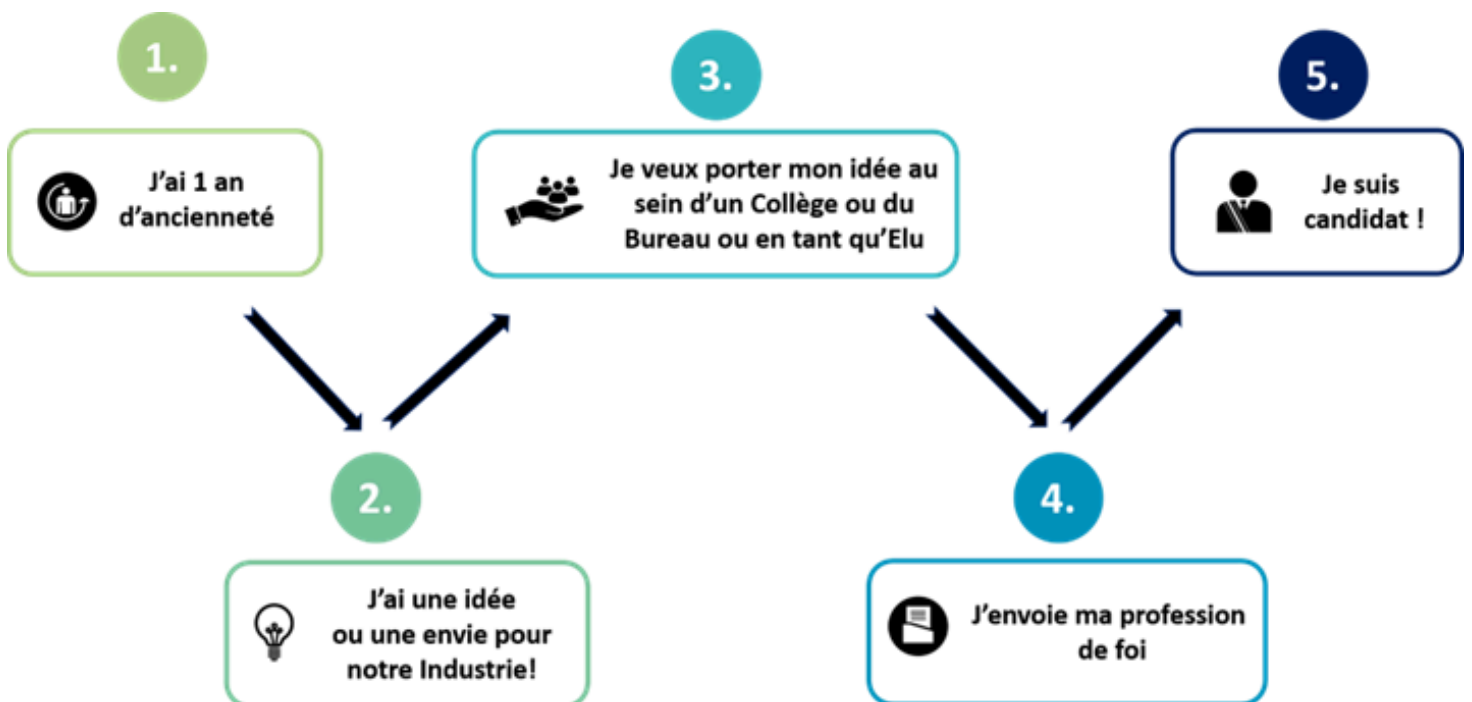 1.
J'ai 1 an
d'ancienneté
2.
J'ai une idée
ou une envie pour
notre Industrie!
3.
Je veux porter mon idée au
sein d'un Collège ou du
Bureau ou en tant qu'Elu
4.
J'envoie ma profession
de foi
5.
Je suis
candidat !